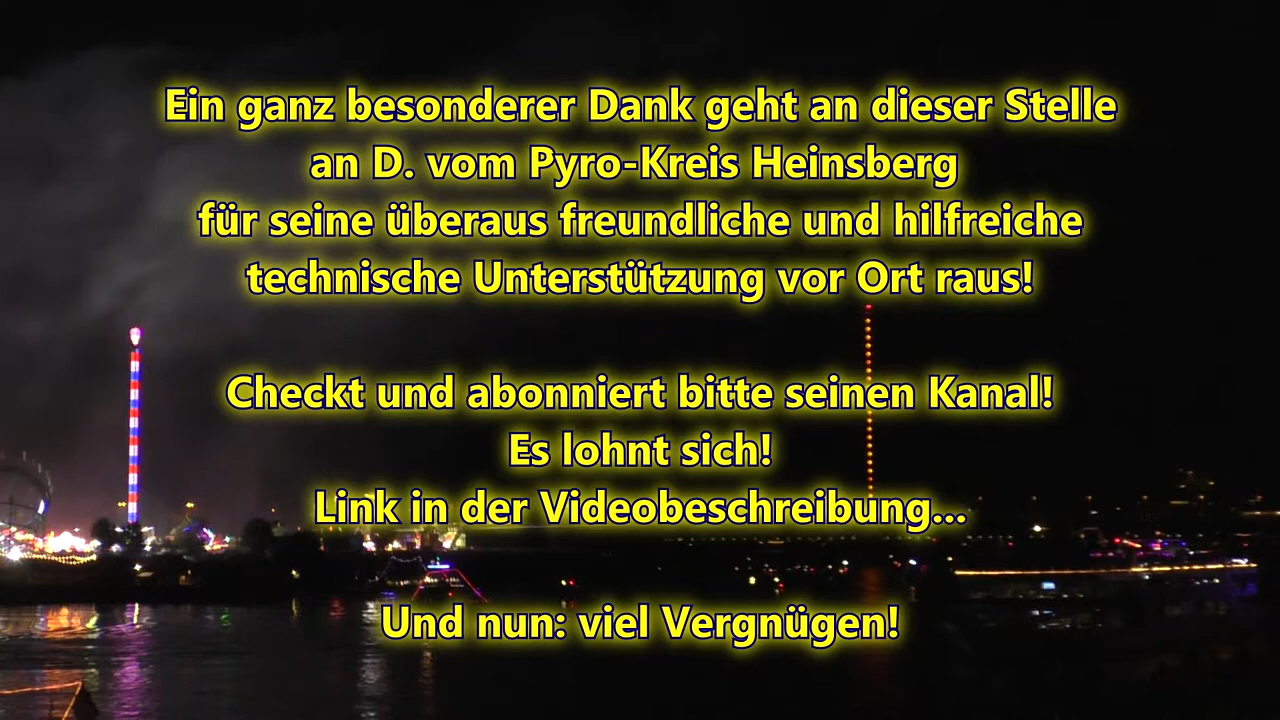 Ein ganz besonderer Dank geht an dieser Stelle
an D. vom Pyro-Kreis Heinsberg
für seine überaus freundliche und hilfreiche
technische Unterstützung vor Ort raus!
Checkt und abonniert bitte seinen Kanal!
Es lohnt sich!
Link in der Videobeschreibung...
Und nun: viel Vergnügen!